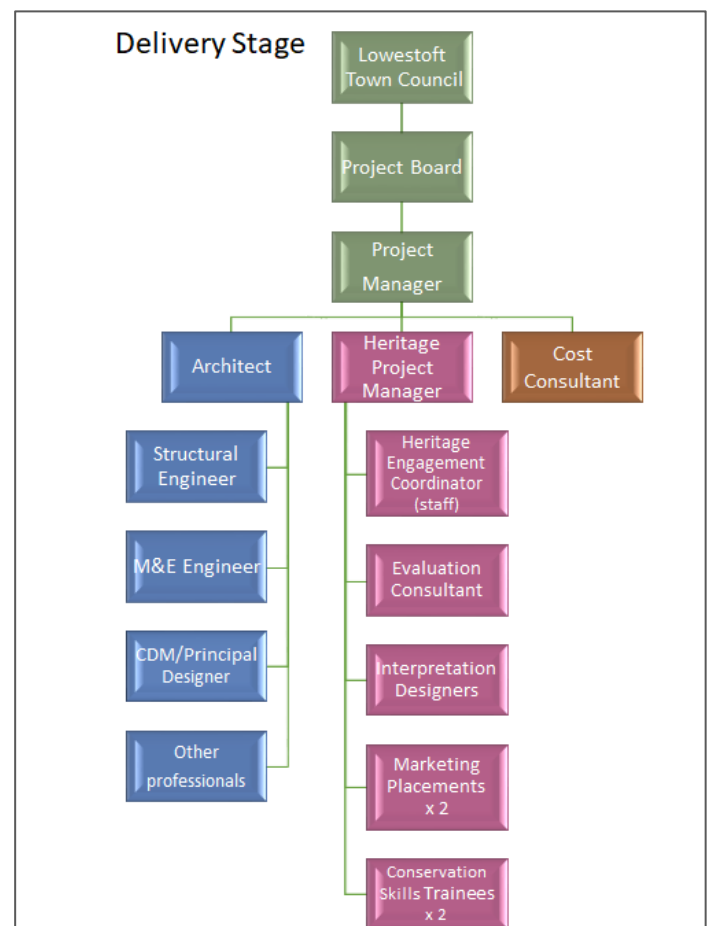 Delivery Stage
Lowestoft
Town Council
Project Board
Project
Manager
Architect
Heritage
Project
Manager
Cost
Consultant
Structural
Engineer
M&E Engineer
CDM/Principal
Designer
Other
professionals
Heritage
Engagement
Coordinator
(staff)
Evaluation
Consultant
Interpretation
Designers
Marketing
Placements
x 2
Conservation
Skills Trainees
x 2